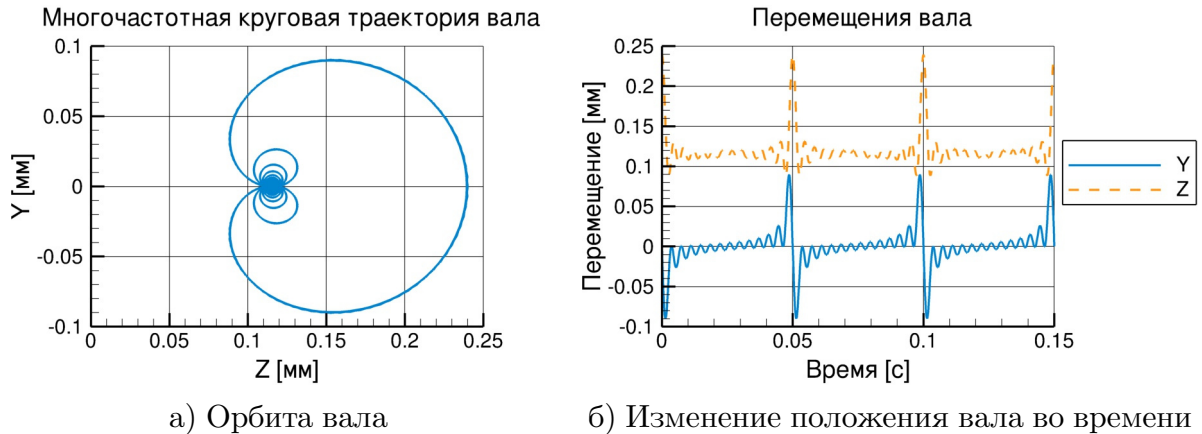 Многочастотная круговая траектория вала
0.1
0.05
0
-0.05
-0.1
Y [мм]
0
0.05
0.1
0.15
0.2
0.25
Z [мм]
а) Орбита вала
Перемещения вала
0.25
0.2
0.15
0.1
0.05
0
-0.05
-0.1
Перемещение [мм]
0
0.05
0.1
0.15
Время [с]
Y
Z
б) Изменение положения вала во времени